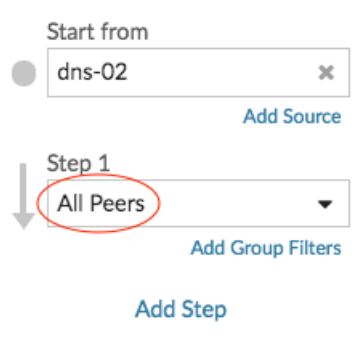 Start from
dns-02
Add Source
Step 1
All Peers
Add Group Filters
Add Step